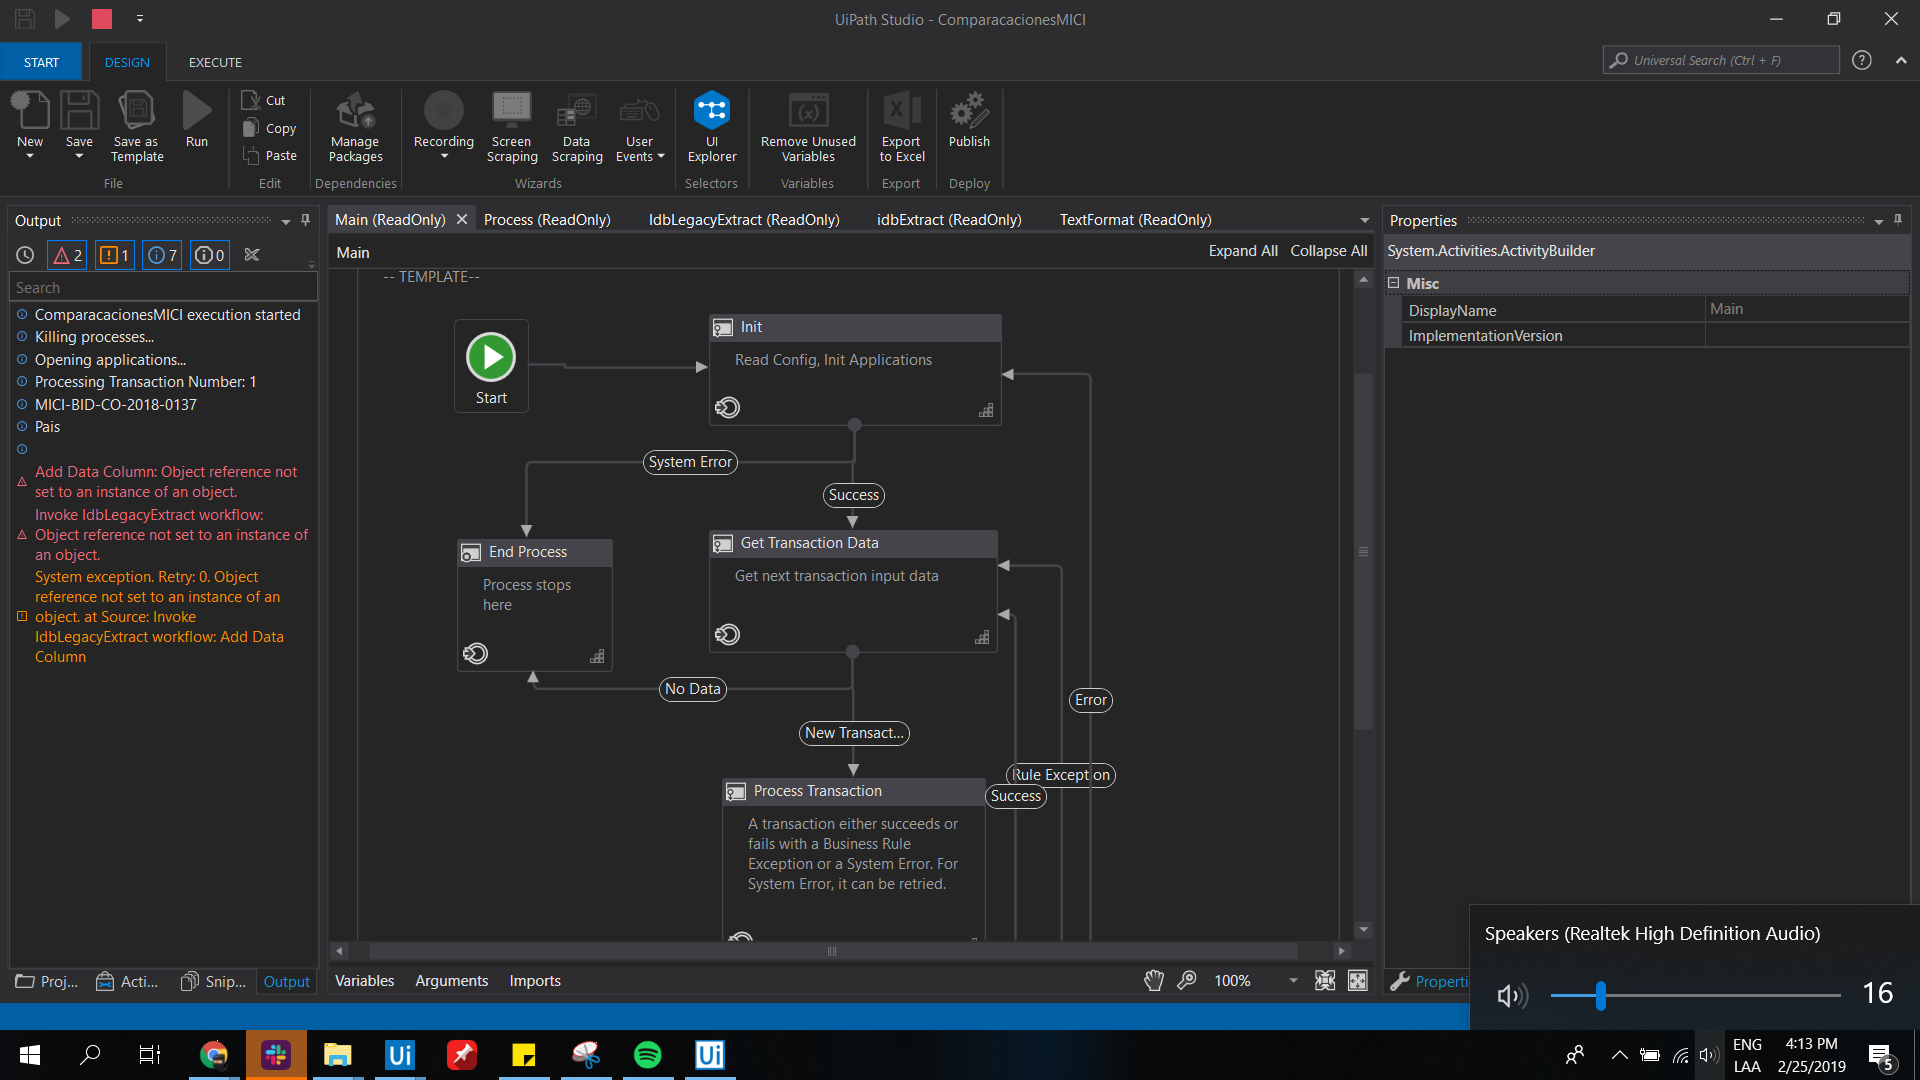 UiPath Studio - ComparacacionesMICI
START
DESIGN
EXECUTE
Universal Search (Ctrl + F)
New
Save
Save as
Template
Run
File
Cut
Copy
Paste
Edit
Manage
Packages
Dependencies
Recording
Screen
Scraping
Data
Scraping
User
Events
Wizards
UI
Explorer
Selectors
Remove Unused
Variables
Variables
Export
to Excel
Export
Publish
Deploy
Output
2
1
7
0
Search
ComparacacionesMICI execution started
Killing processes...
Opening applications...
Processing Transaction Number: 1
MICI-BID-CO-2018-0137
Pais
Add Data Column: Object reference not
set to an instance of an object.
Invoke IdbLegacyExtract workflow:
Object reference not set to an instance of
an object.
System exception. Retry: 0. Object
reference not set to an instance of an
object. at Source: Invoke
IdbLegacyExtract workflow: Add Data
Column
Proj...
Acti...
Snip...
Output
Main (ReadOnly)
Process (ReadOnly)
IdbLegacyExtract (ReadOnly)
idbExtract (ReadOnly)
TextFormat (ReadOnly)
Main
Expand All
Collapse All
-- TEMPLATE--
Start
Init
Read Config, Init Applications
System Error
Success
End Process
Process stops
here
Get Transaction Data
Get next transaction input data
No Data
New Transact...
Error
Rule Exception
Success
Process Transaction
A transaction either succeeds or
fails with a Business Rule
Exception or a System Error. For
System Error, it can be retried.
Variables
Arguments
Imports
100%
Properties
System.Activities.ActivityBuilder
Misc
DisplayName
Main
ImplementationVersion
Properti
Speakers (Realtek High Definition Audio)
16
Ui
Ui
ENG
LAA
4:13 PM
2/25/2019
5